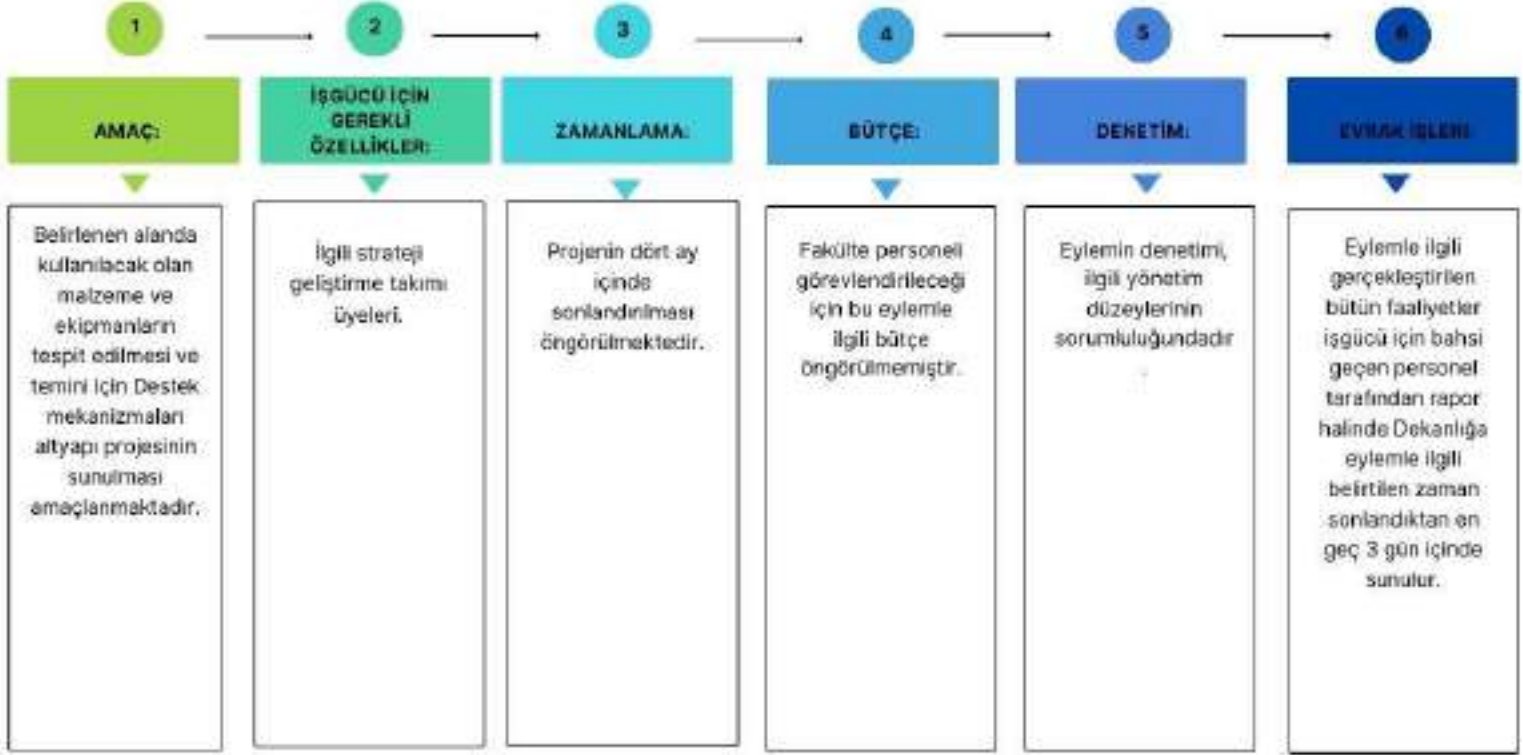 1
2
3
4
5
6
AMAÇ:
İŞGÜCÜ İÇİN
GEREKLİ
ÖZELLİKLER:
ZAMANLAMA:
BÜTÇE:
DENETİM:
EVRAK İŞLERİ:
Belirlenen alanda
kullanılacak olan
malzeme ve
ekipmanların
tespit edilmesi ve
temini için Destek
mekanizmaları
altyapı projesinin
sunulması
amaçlanmaktadır.
İlgili strateji
geliştirme takımı
üyeleri.
Projenin dört ay
içinde
sonlandırılması
öngörülmektedir.
Fakülte personeli
görevlendirileceği
için bu eylemle
ilgili bütçe
öngörülmemiştir.
Eylemin denetimi,
ilgili yönetim
düzeylerinin
sorumluluğundadır
.
Eylemle ilgili
gerçekleştirilen
bütün faaliyetler
işgücü için bahsi
geçen personel
tarafından rapor
halinde Dekanlığa
eylemle ilgili
belirtilen zaman
sonlandıktan en
geç 3 gün içinde
sunulur.